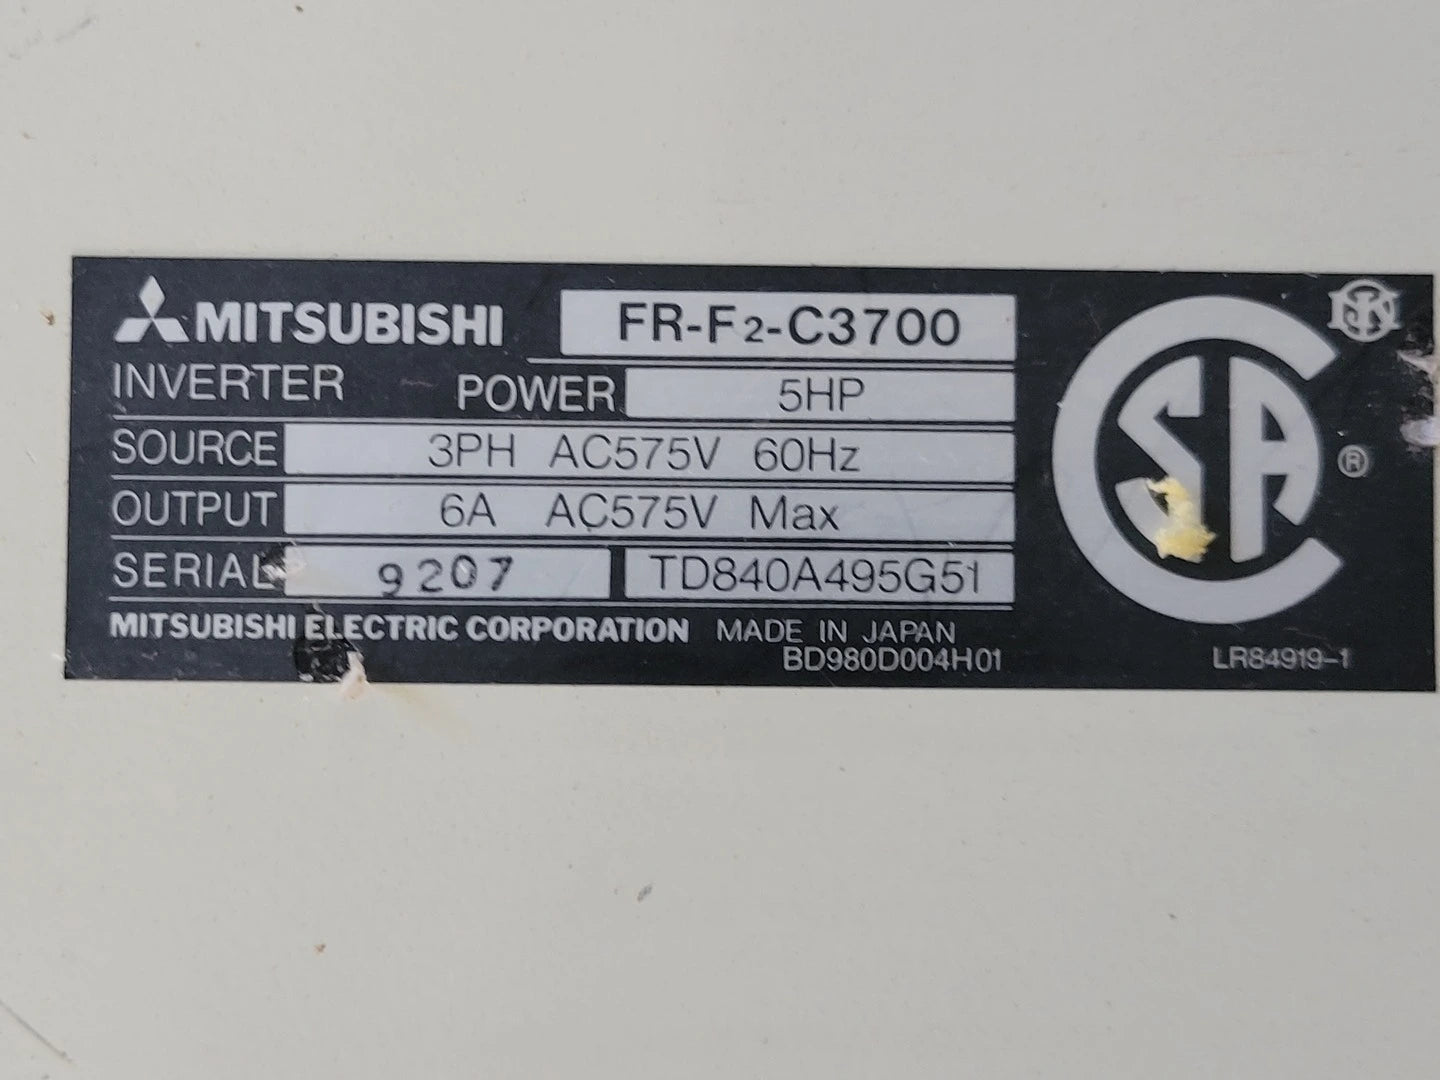 MITSUBISHI FR-F2-C3700
INVERTER POWER 5HP
SOURCE 3PH AC575V 60Hz
OUTPUT 6A AC575V Max
SERIAL 9207 TD840A495G51
MITSUBISHI ELECTRIC CORPORATION MADE IN JAPAN
BD980D004H01
CSA ®
LR84919-1